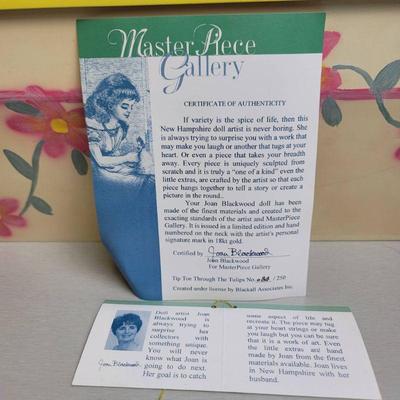 MasterPiece
Gallery
CERTIFICATE OF AUTHENTICITY
If variety is the spice of life, then this
New Hampshire doll artist is never boring. She
is always trying to surprise you with a work that
may make you laugh or another that tugs at your
heart. Or even a piece that takes your breadth
away. Every piece is uniquely sculpted from
scratch and it is truly a "one of a kind" even the
little extras, are crafted by the artist so that each
piece hangs together to tell a story or create a
picture in the round..
Your Joan Blackwood doll has been
made of the finest materials and created to the
exacting standards of the artist and MasterPiece
Gallery. It is issued in a limited edition and hand
numbered on the neck with the artist's personal
signature mark in 18kt gold.
Certified by Joan Blackwood
Joan Blackwood
For MasterPiece Gallery
Tip Toe Through The Tulips No. /250
Created under license by Blackall Associates Inc.
Doll artist Joan
Blackwood is
always trying to
surprise her
collectors with
something unique.
You will never
know what Joan is
going to do next.
Her goal is to catch
Joan Blackwood
some aspect of life and
recreate it. The piece may tug
at your heart strings or make
you laugh but you can be sure
that it is a work of art. Even
the little extras are hand
made by Joan from the finest
materials available. Joan lives
in New Hampshire with her
husband.